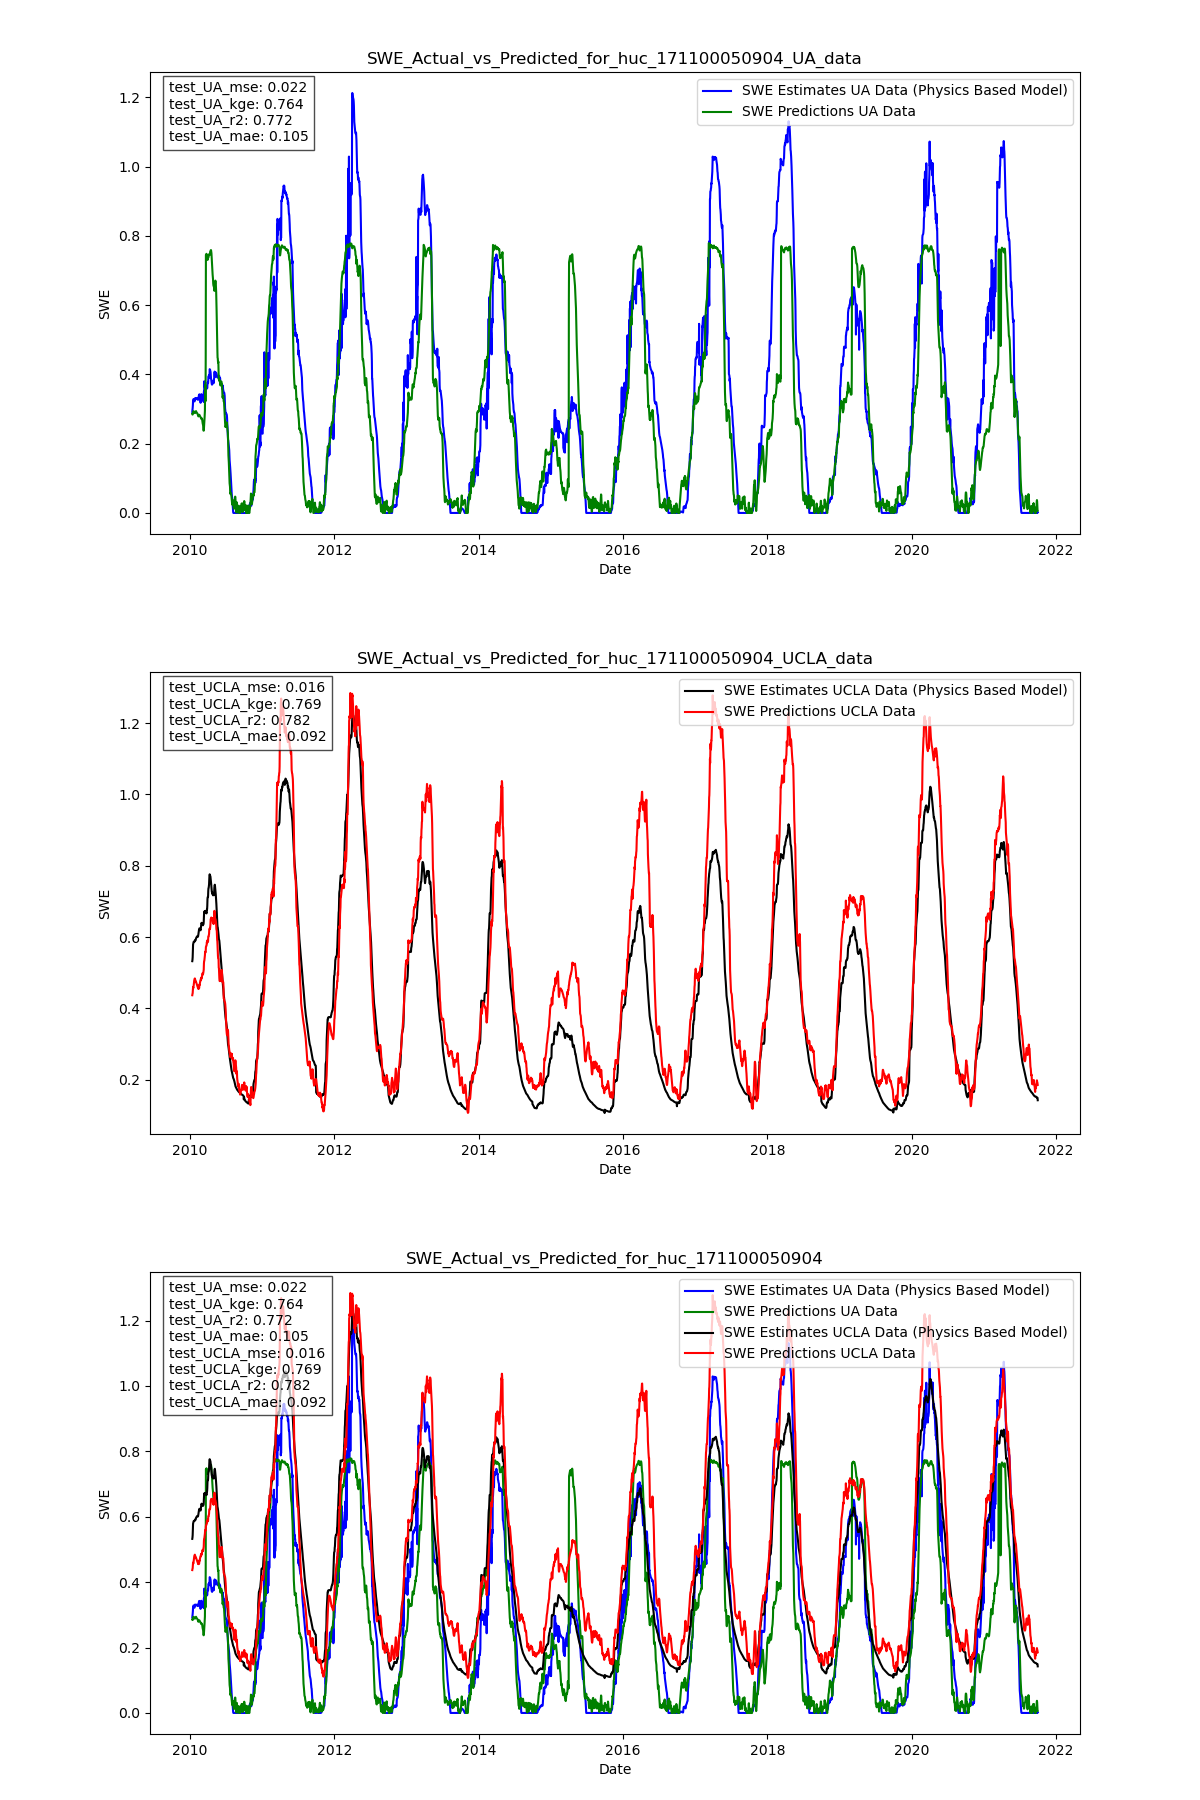 SWE_Actual_vs_Predicted_for_huc_171100050904_UA_data
test_UA_mse: 0.022
test_UA_kge: 0.764
test_UA_r2: 0.772
test_UA_mae: 0.105
SWE Estimates UA Data (Physics Based Model)
SWE Predictions UA Data
1.2
1.0
0.8
0.6
0.4
0.2
0.0
SWE
2010 2012 2014 2016 2018 2020 2022
Date
SWE_Actual_vs_Predicted_for_huc_171100050904_UCLA_data
test_UCLA_mse: 0.016
test_UCLA_kge: 0.769
test_UCLA_r2: 0.782
test_UCLA_mae: 0.092
SWE Estimates UCLA Data (Physics Based Model)
SWE Predictions UCLA Data
1.2
1.0
0.8
0.6
0.4
0.2
SWE
2010 2012 2014 2016 2018 2020 2022
Date
SWE_Actual_vs_Predicted_for_huc_171100050904
test_UA_mse: 0.022
test_UA_kge: 0.764
test_UA_r2: 0.772
test_UA_mae: 0.105
test_UCLA_mse: 0.016
test_UCLA_kge: 0.769
test_UCLA_r2: 0.782
test_UCLA_mae: 0.092
SWE Estimates UA Data (Physics Based Model)
SWE Predictions UA Data
SWE Estimates UCLA Data (Physics Based Model)
SWE Predictions UCLA Data
1.2
1.0
0.8
0.6
0.4
0.2
0.0
SWE
2010 2012 2014 2016 2018 2020 2022
Date